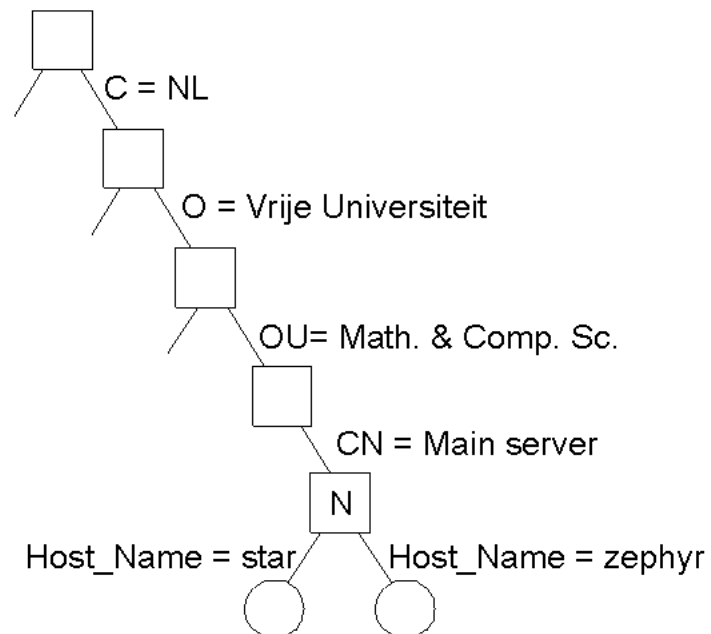 C = NL
O = Vrije Universiteit
OU= Math. & Comp. Sc.
CN = Main server
N
Host_Name = star
Host_Name = zephyr